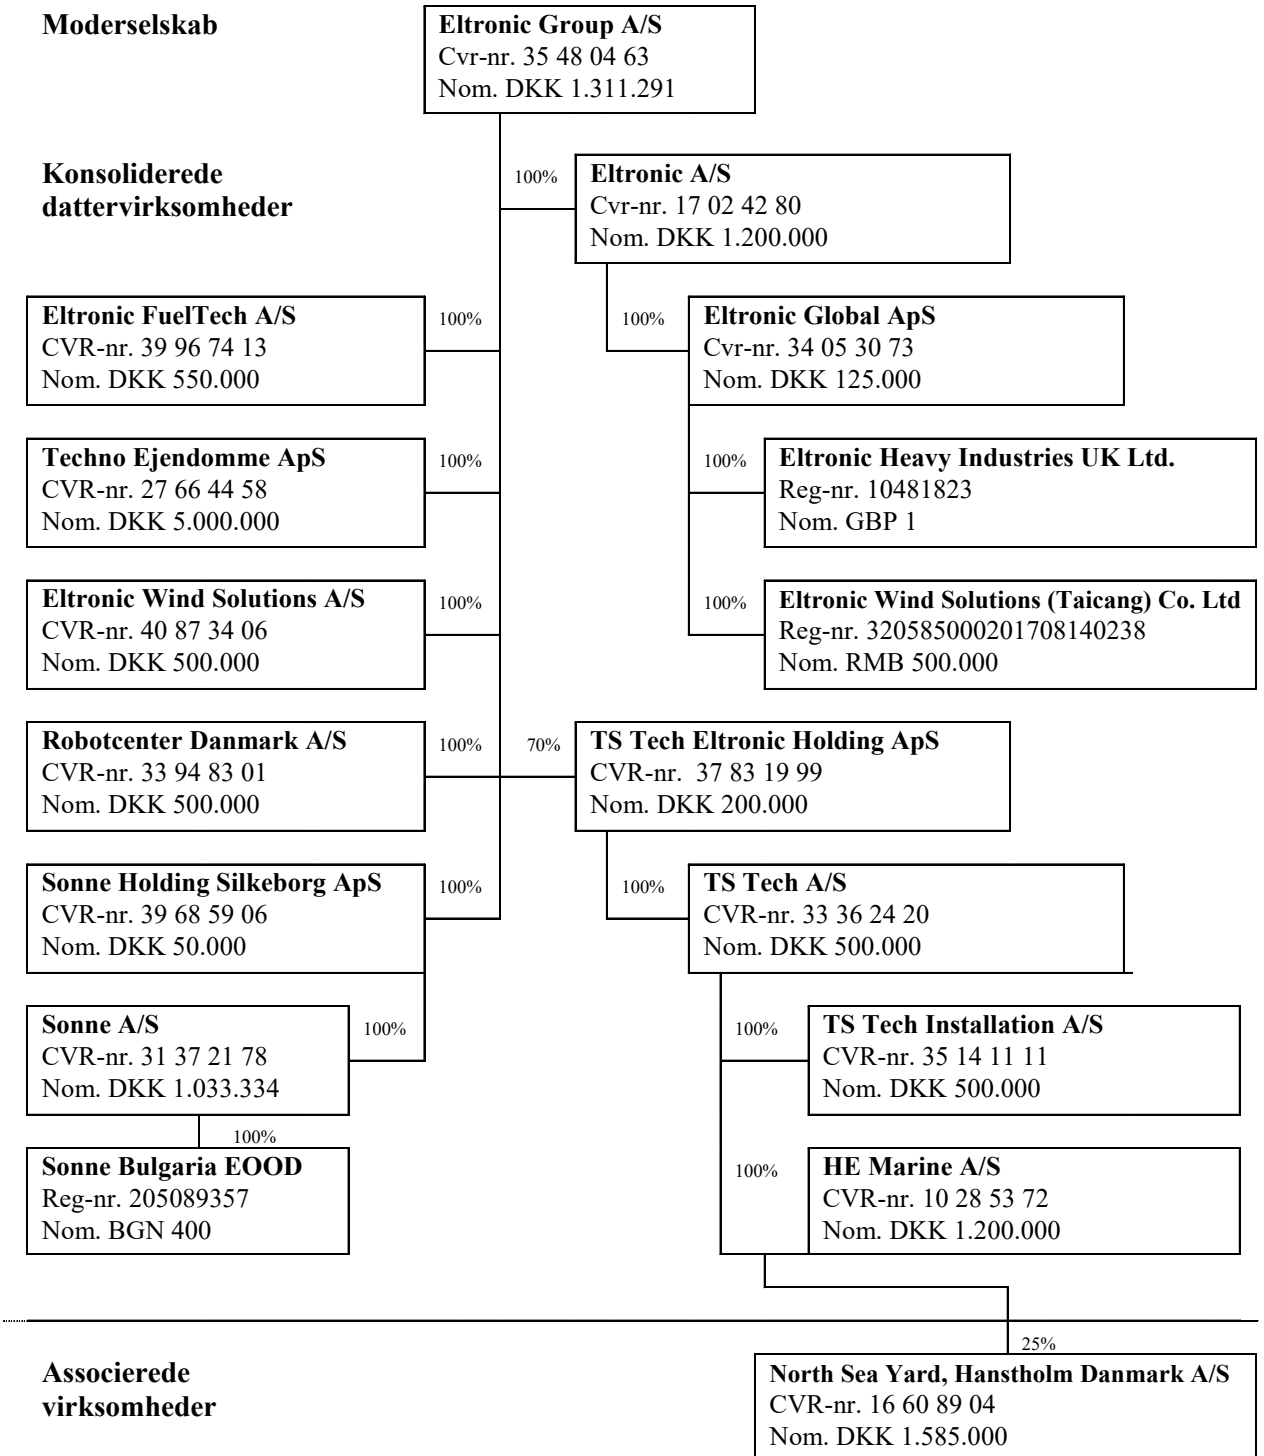 Moderselskab
Eltronic Group A/S
Cvr-nr. 35 48 04 63
Nom. DKK 1.311.291
Konsoliderede
dattervirksomheder
100%
Eltronic A/S
Cvr-nr. 17 02 42 80
Nom. DKK 1.200.000
Eltronic FuelTech A/S
CVR-nr. 39 96 74 13
Nom. DKK 550.000
100%
100%
Eltronic Global ApS
Cvr-nr. 34 05 30 73
Nom. DKK 125.000
Techno Ejendomme ApS
CVR-nr. 27 66 44 58
Nom. DKK 5.000.000
100%
100%
Eltronic Heavy Industries UK Ltd.
Reg-nr. 10481823
Nom. GBP 1
Eltronic Wind Solutions A/S
CVR-nr. 40 87 34 06
Nom. DKK 500.000
100%
100%
Eltronic Wind Solutions (Taicang) Co. Ltd
Reg-nr. 320585000201708140238
Nom. RMB 500.000
Robotcenter Danmark A/S
CVR-nr. 33 94 83 01
Nom. DKK 500.000
100%
70%
TS Tech Eltronic Holding ApS
CVR-nr. 37 83 19 99
Nom. DKK 200.000
Sonne Holding Silkeborg ApS
CVR-nr. 39 68 59 06
Nom. DKK 50.000
100%
100%
TS Tech A/S
CVR-nr. 33 36 24 20
Nom. DKK 500.000
Sonne A/S
CVR-nr. 31 37 21 78
Nom. DKK 1.033.334
100%
100%
TS Tech Installation A/S
CVR-nr. 35 14 11 11
Nom. DKK 500.000
100%
Sonne Bulgaria EOOD
Reg-nr. 205089357
Nom. BGN 400
100%
HE Marine A/S
CVR-nr. 10 28 53 72
Nom. DKK 1.200.000
Associerede
virksomheder
25%
North Sea Yard, Hanstholm Danmark A/S
CVR-nr. 16 60 89 04
Nom. DKK 1.585.000